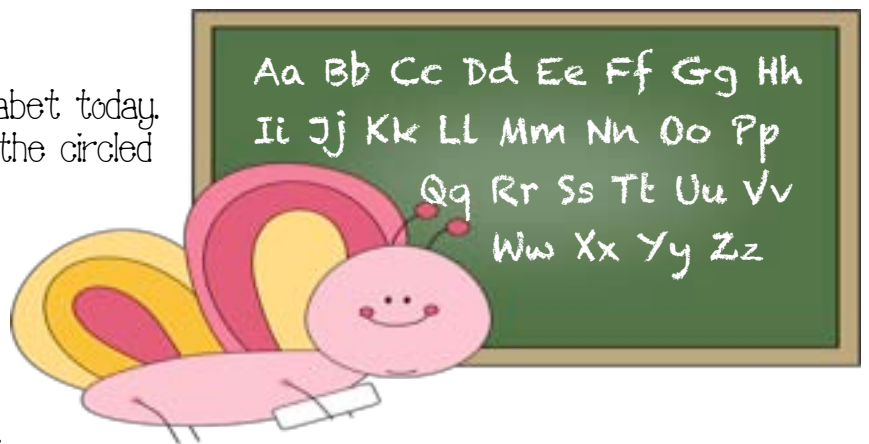 abet today.
the circled
Aa Bb Cc Dd Ee Ff Gg Hh
Ii Jj Kk Ll Mm Nn Oo Pp
Qq Rr Ss Tt Uu Vv
Ww Xx Yy Zz